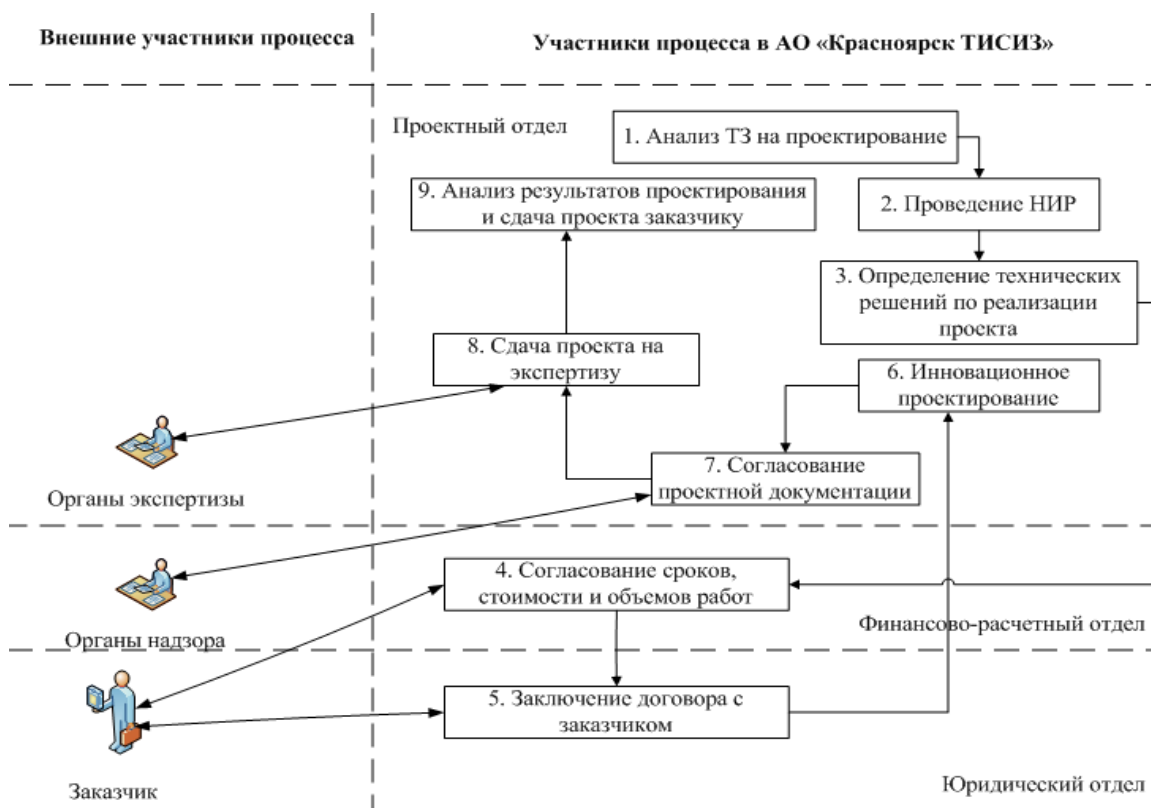 Внешние участники процесса
Участники процесса в АО «Красноярск ТИСИЗ»
Проектный отдел
1. Анализ ТЗ на проектирование
9. Анализ результатов проектирования
и сдача проекта заказчику
2. Проведение НИР
3. Определение технических
решений по реализации
проекта
8. Сдача проекта на
экспертизу
6. Инновационное
проектирование
Органы экспертизы
7. Согласование
проектной документации
4. Согласование сроков,
стоимости и объемов работ
Органы надзора
Финансово-расчетный отдел
5. Заключение договора с
заказчиком
Заказчик
Юридический отдел